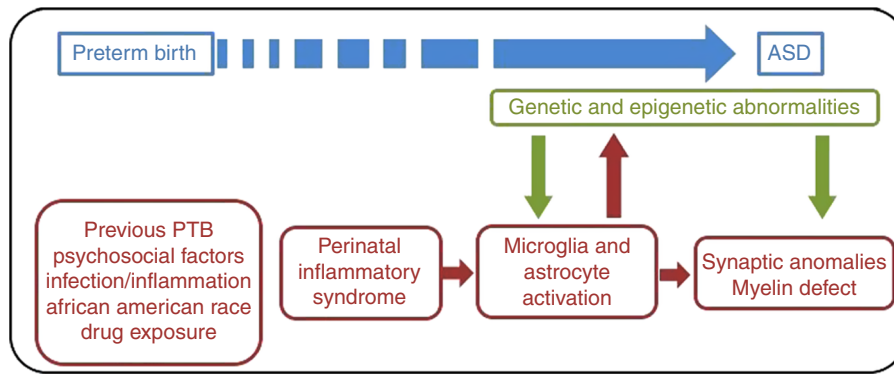 Preterm birth
ASD
Genetic and epigenetic abnormalities
Previous PTB
psychosocial factors
infection/inflammation
african american race
drug exposure
Perinatal
inflammatory
syndrome
Microglia and
astrocyte
activation
Synaptic anomalies
Myelin defect